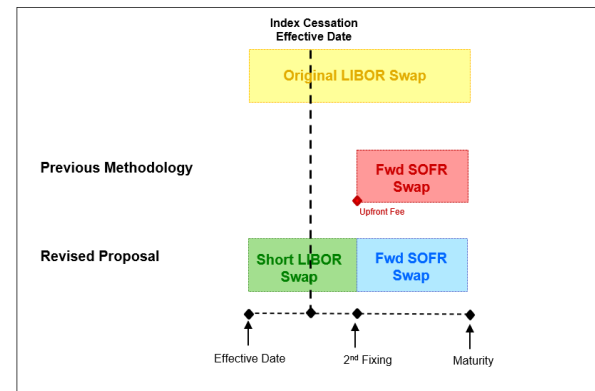 Index Cessation
Effective Date
Original LIBOR Swap
Previous Methodology
Fwd SOFR
Swap
Upfront Fee
Revised Proposal
Short LIBOR
Swap
Fwd SOFR
Swap
Effective Date
2nd Fixing
Maturity